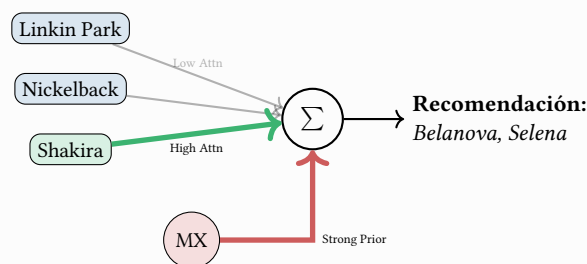 Linkin Park
Low Attn
Nickelback
Shakira
High Attn
Σ
Recomendación:
Belanova, Selena
MX
Strong Prior